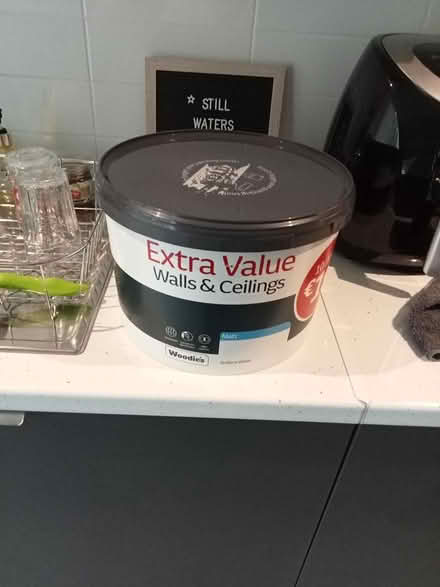 STILL
WATERS
Extra Value
Walls & Ceilings
Matt
Woodie's